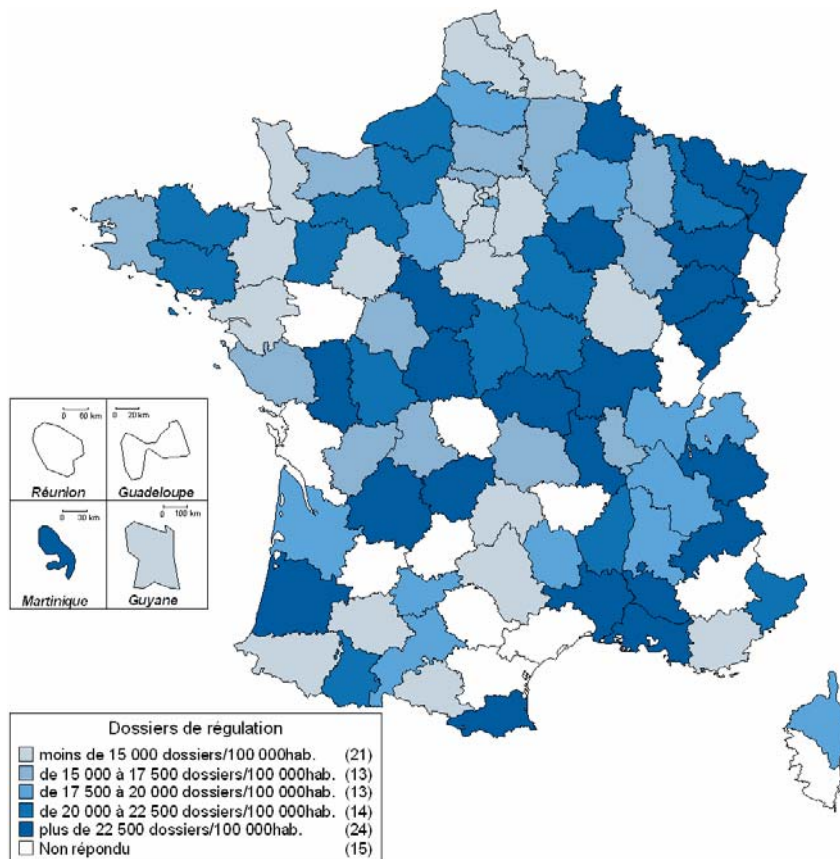 0 60 km
0 20 km
Réunion
Guadeloupe
0 30 km
0 100 km
Martinique
Guyane
Dossiers de régulation
moins de 15 000 dossiers/100 000hab. (21)
de 15 000 à 17 500 dossiers/100 000hab. (13)
de 17 500 à 20 000 dossiers/100 000hab. (13)
de 20 000 à 22 500 dossiers/100 000hab. (14)
plus de 22 500 dossiers/100 000hab. (24)
Non répondu (15)